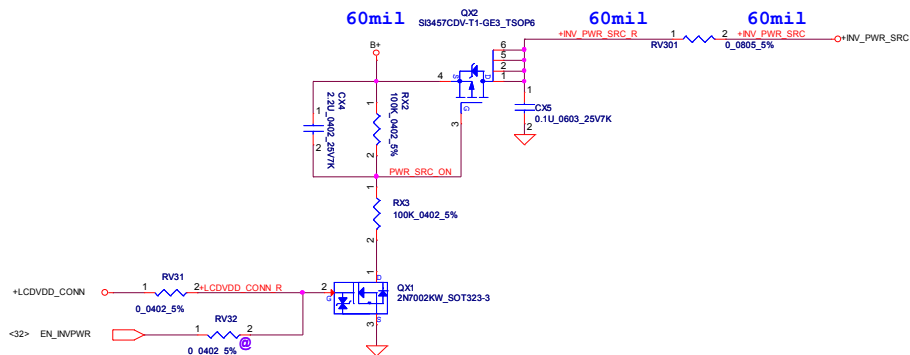 QX2
SI3457CDV-T1-GE3_TSOP6
60mil
60mil
60mil
B+
+INV_PWR_SRC_R
1
2
+INV_PWR_SRC
+INV_PWR_SRC
RV301
0_0805_5%
6
5
2
1
4
S
D
G
3
1
CX5
0.1U_0603_25V7K
2
CX4
2.2U_0402_25V7K
1
2
1
RX2
100K_0402_5%
2
PWR_SRC_ON
1
RX3
100K_0402_5%
2
RV31
+LCDVDD_CONN
1
2
+LCDVDD_CONN_R
0_0402_5%
2
G
1
D
QX1
2N7002KW_SOT323-3
S
3
RV32
<32>
EN_INVPWR
1
2
0_0402_5%
@